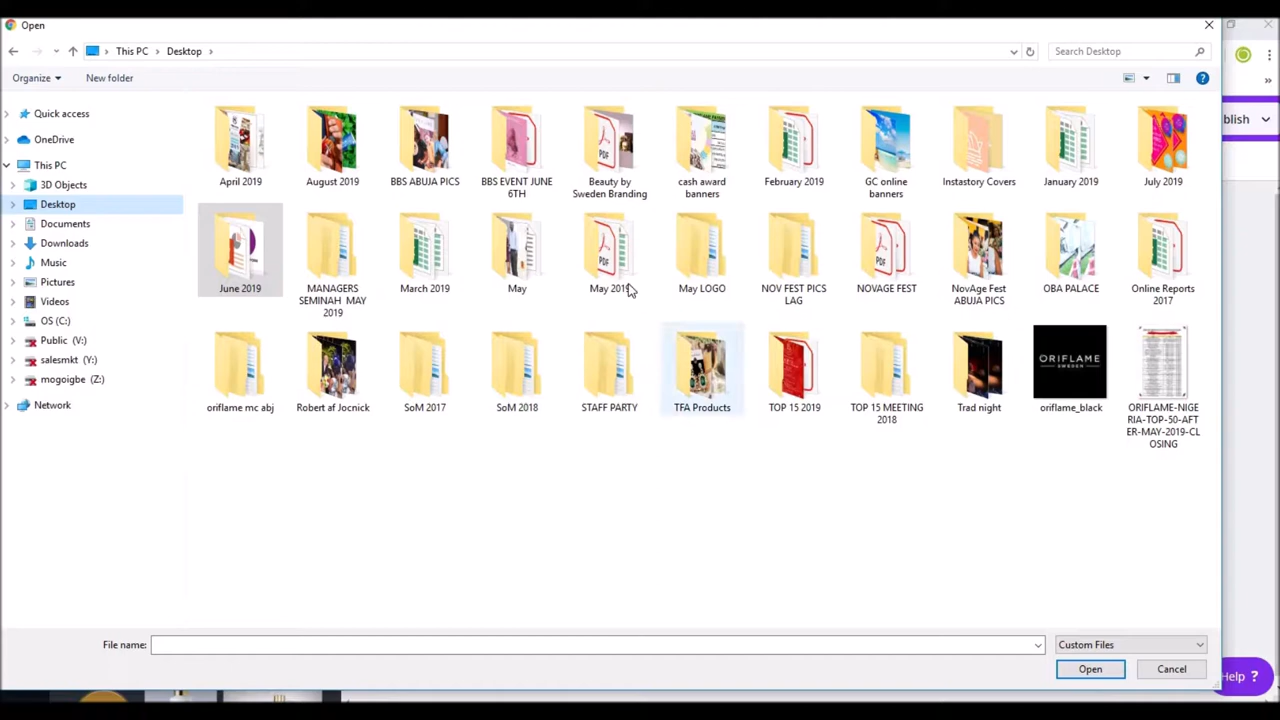 Open
This PC
Desktop
Search Desktop
Organize
New folder
Quick access
OneDrive
This PC
3D Objects
Desktop
Documents
Downloads
Music
Pictures
Videos
OS (C:)
Public (V:)
salesmkt (Y:)
mogoigbe (Z:)
Network
April 2019
August 2019
BBS ABUJA PICS
BBS EVENT JUNE
6TH
PDF
Beauty by
Sweden Branding
cash award
banners
February 2019
GC online
banners
Instastory Covers
January 2019
July 2019
June 2019
MANAGERS
SEMINAH MAY
2019
March 2019
May
PDF
May 2019
May LOGO
NOV FEST PICS
LAG
PDF
NOVAGE FEST
NovAge Fest
ABUJA PICS
OBA PALACE
Online Reports
2017
oriflame mc abj
Robert af Jocnick
SoM 2017
SoM 2018
STAFF PARTY
TFA Products
TOP 15 2019
TOP 15 MEETING
2018
Trad night
ORIFLAME
SWEDEN
oriflame_black
ORIFLAME-NIGE
RIA-TOP-50-AFT
ER-MAY-2019-CL
OSING
File name:
Custom Files
Open
Cancel
blish
Help ?